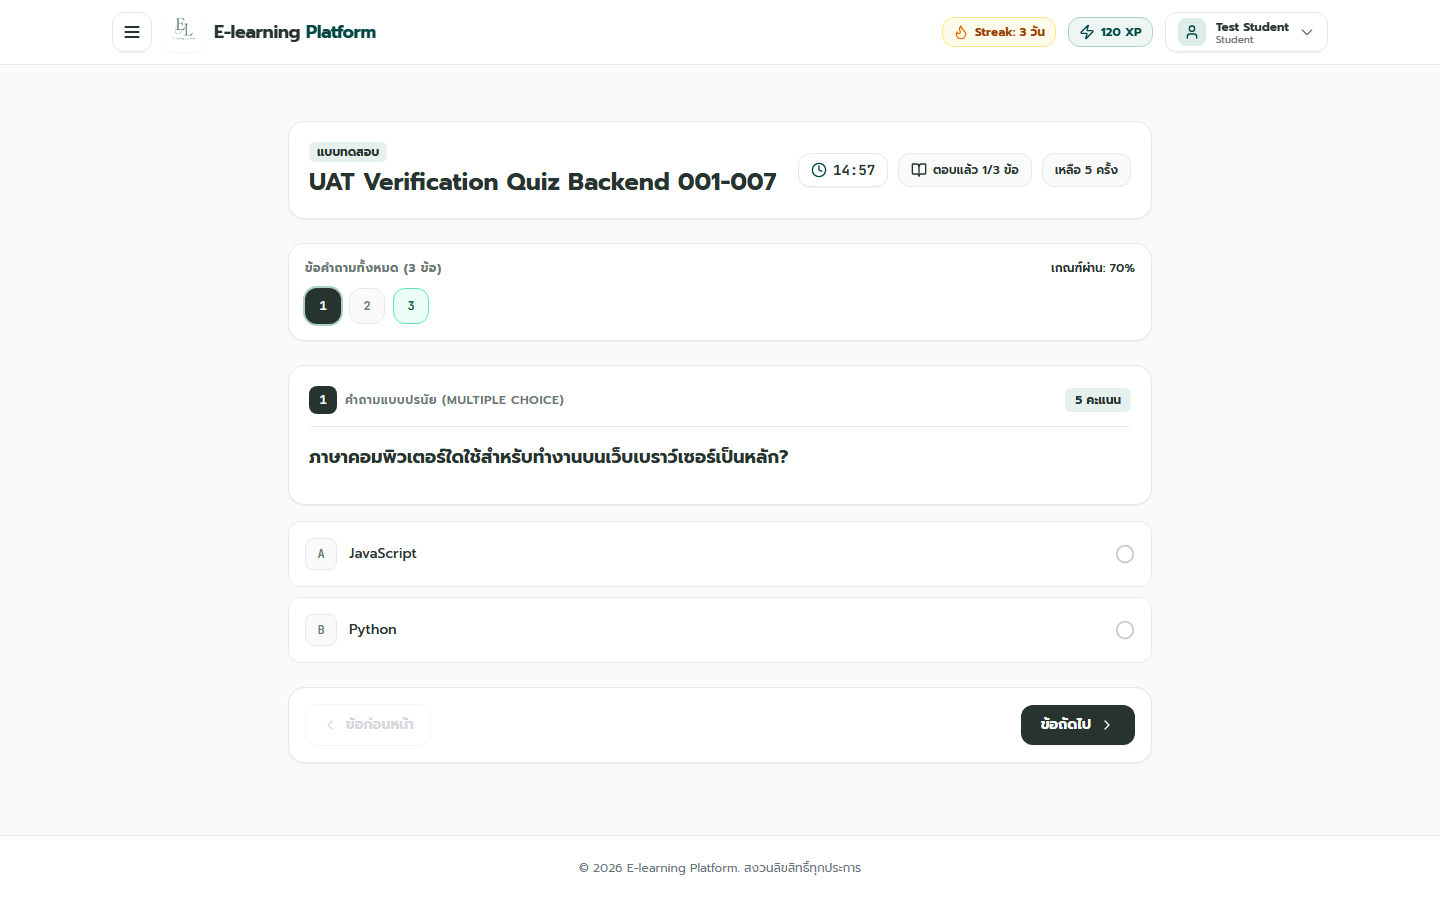 EL
E-learning Platform
Streak: 3 วัน
120 XP
Test Student
Student
แบบทดสอบ
UAT Verification Quiz Backend 001-007
14:57
ตอบแล้ว 1/3 ข้อ
เหลือ 5 ครั้ง
ข้อคำถามทั้งหมด (3 ข้อ)
เกณฑ์ผ่าน: 70%
1
2
3
1 คำถามแบบปรนัย (MULTIPLE CHOICE)
5 คะแนน
ภาษาคอมพิวเตอร์ใดใช้สำหรับทำงานบนเว็บเบราว์เซอร์เป็นหลัก?
A JavaScript
B Python
ข้อก่อนหน้า
ข้อถัดไป
© 2026 E-learning Platform. สงวนลิขสิทธิ์ทุกประการ